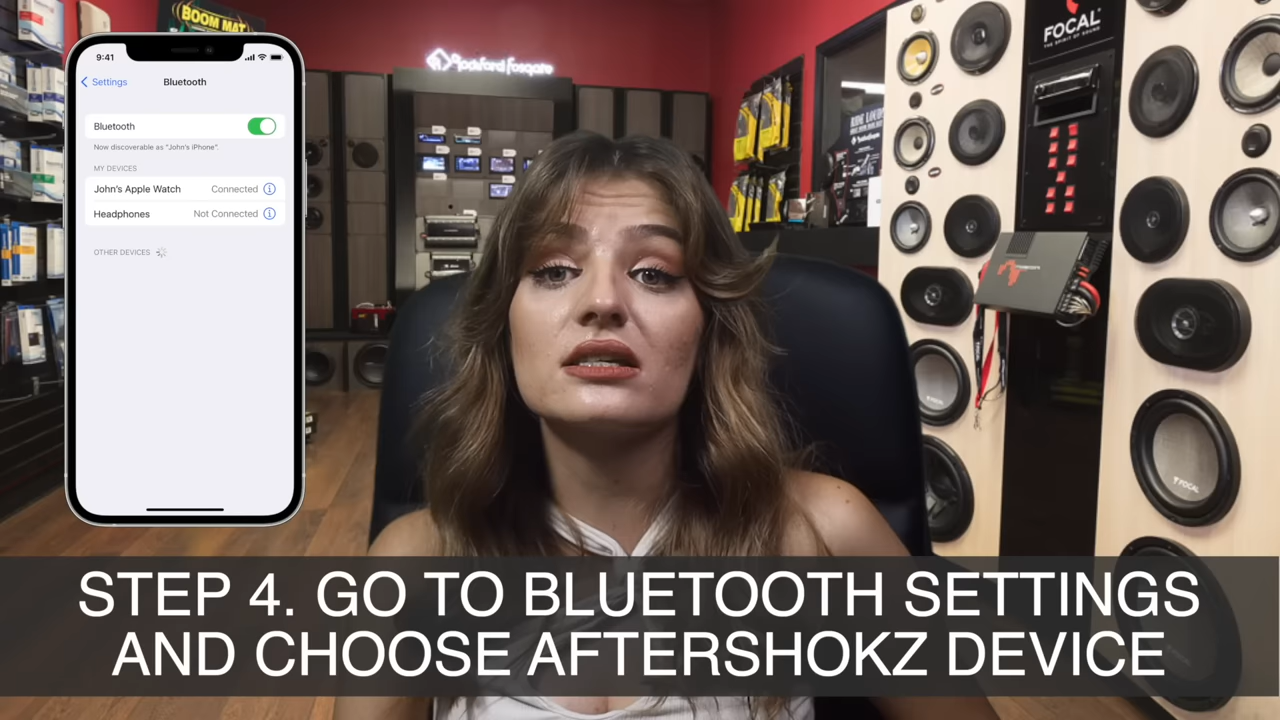 BOOM MAT
9:41
Settings
Bluetooth
Bluetooth
Now discoverable as "John's iPhone".
MY DEVICES
John's Apple Watch Connected
Headphones Not Connected
OTHER DEVICES
Rockford Fosgate
FOCAL
THE SPIRIT OF SOUND
FOCAL
STEP 4. GO TO BLUETOOTH SETTINGS
AND CHOOSE AFTERSHOKZ DEVICE